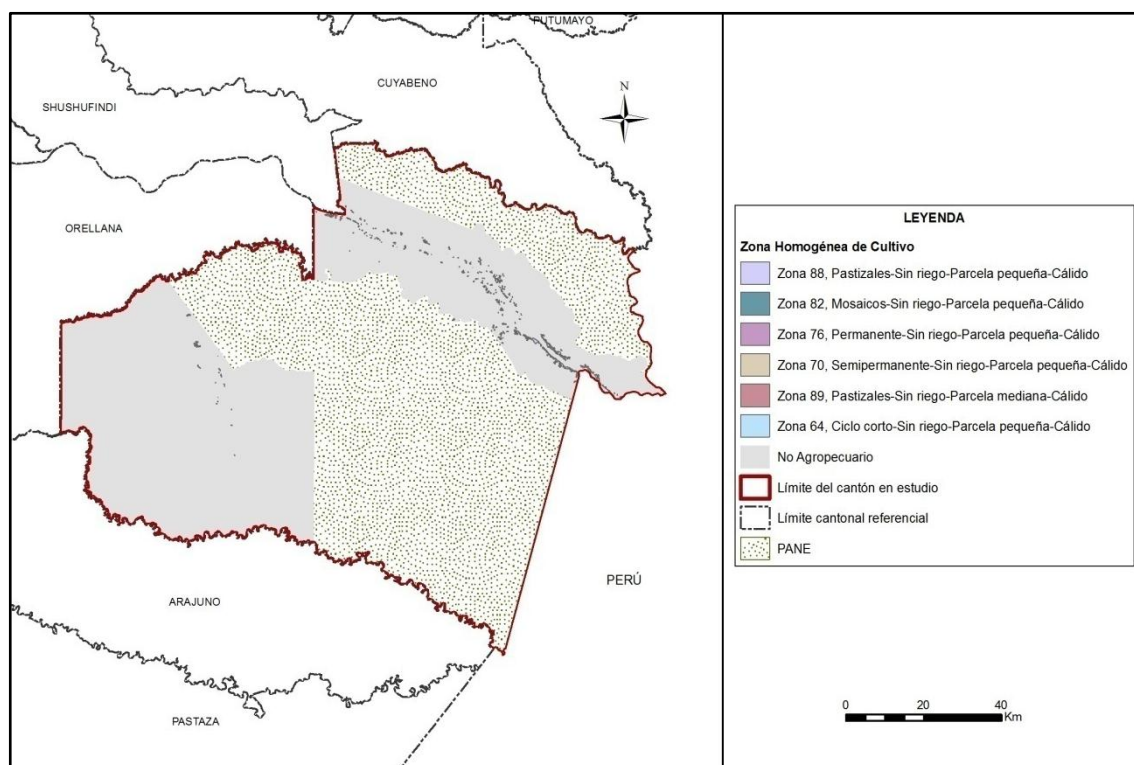 PUTUMAYO
CUYABENO
SHUSHUFINDI
N
ORELLANA
ARAJUNO
PERÚ
PASTAZA
LEYENDA
Zona Homogénea de Cultivo
Zona 88, Pastizales-Sin riego-Parcela pequeña-Cálido
Zona 82, Mosaicos-Sin riego-Parcela pequeña-Cálido
Zona 76, Permanente-Sin riego-Parcela pequeña-Cálido
Zona 70, Semipermanente-Sin riego-Parcela pequeña-Cálido
Zona 89, Pastizales-Sin riego-Parcela mediana-Cálido
Zona 64, Ciclo corto-Sin riego-Parcela pequeña-Cálido
No Agropecuario
Límite del cantón en estudio
Límite cantonal referencial
PANE
0 20 40
Km